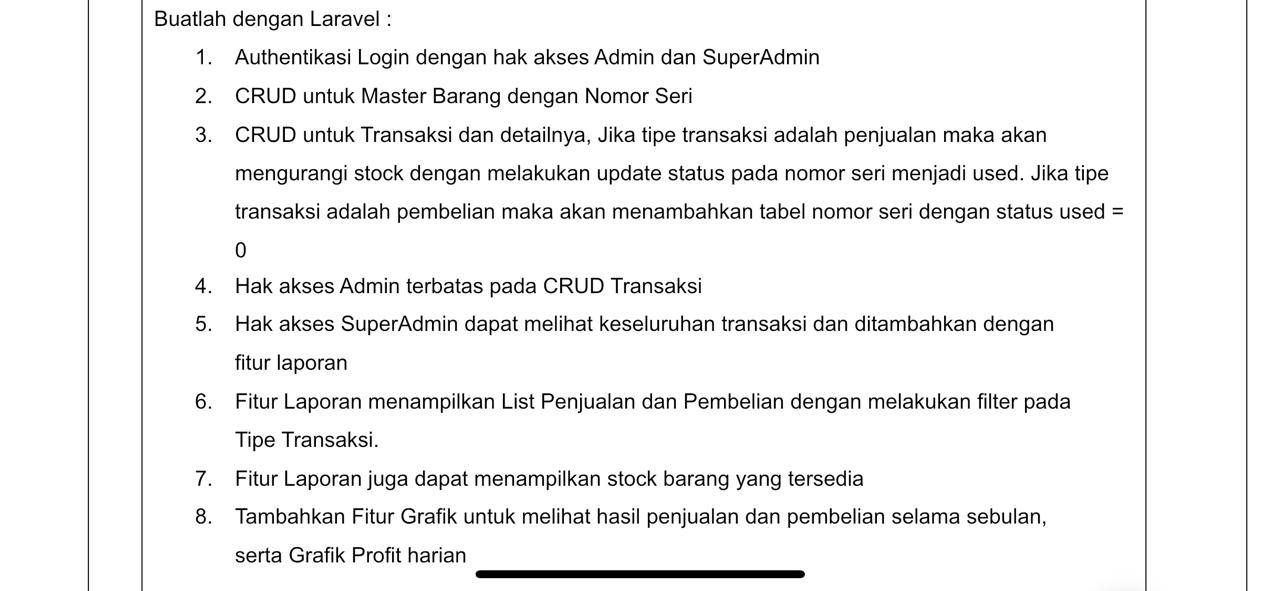 Buatlah dengan Laravel :
1. Authentikasi Login dengan hak akses Admin dan SuperAdmin
2. CRUD untuk Master Barang dengan Nomor Seri
3. CRUD untuk Transaksi dan detailnya, Jika tipe transaksi adalah penjualan maka akan
mengurangi stock dengan melakukan update status pada nomor seri menjadi used. Jika tipe
transaksi adalah pembelian maka akan menambahkan tabel nomor seri dengan status used =
0
4. Hak akses Admin terbatas pada CRUD Transaksi
5. Hak akses SuperAdmin dapat melihat keseluruhan transaksi dan ditambahkan dengan
fitur laporan
6. Fitur Laporan menampilkan List Penjualan dan Pembelian dengan melakukan filter pada
Tipe Transaksi.
7. Fitur Laporan juga dapat menampilkan stock barang yang tersedia
8. Tambahkan Fitur Grafik untuk melihat hasil penjualan dan pembelian selama sebulan,
serta Grafik Profit harian